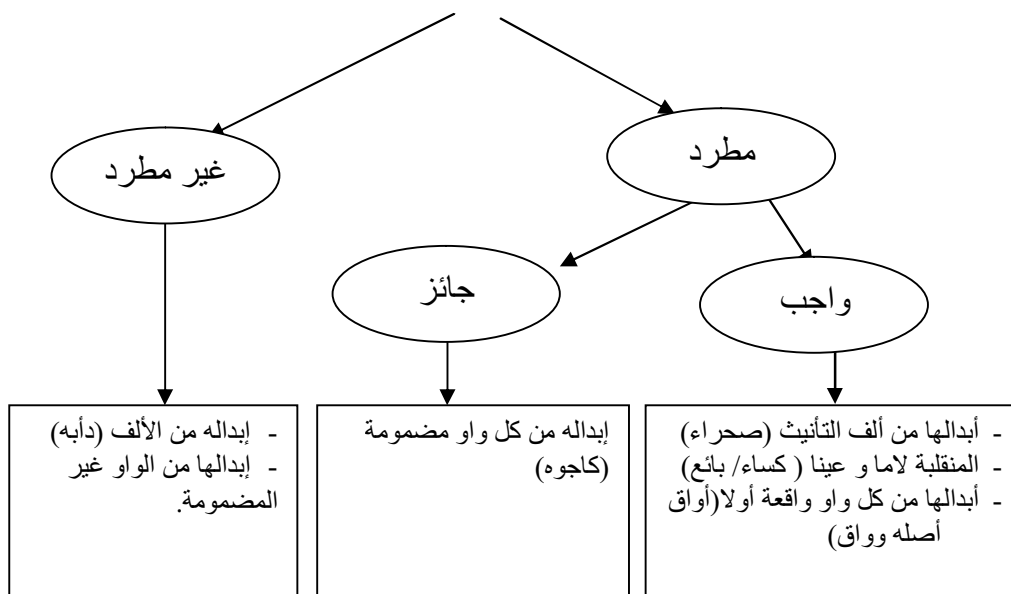 مطرد
غير مطرد
جائز
واجب
- أبدالها من ألف التأنيث (صحراء)
- المنقلبة لاما و عينا ( كساء/ بائع)
- أبدالها من كل واو واقعة أولا(أواق
أصله وواق)
إبداله من كل واو مضمومة
(كاجوه)
- إبداله من الألف (دأبه)
- إبدالها من الواو غير
المضمومة.